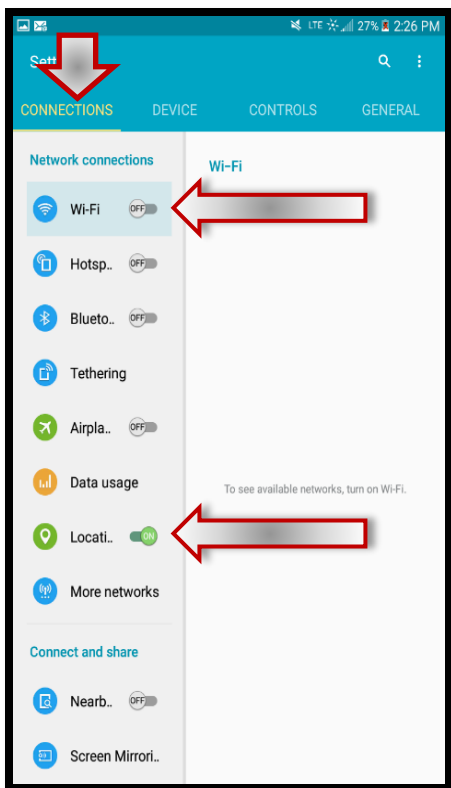 LTE 27% 2:26 PM
Sett
CONNECTIONS DEVICE CONTROLS GENERAL
Network connections
Wi-Fi
Wi-Fi OFF
Hotsp.. OFF
Blueto.. OFF
Tethering
Airpla.. OFF
Data usage
To see available networks, turn on Wi-Fi.
Locati.. ON
More networks
Connect and share
Nearb.. OFF
Screen Mirrori..